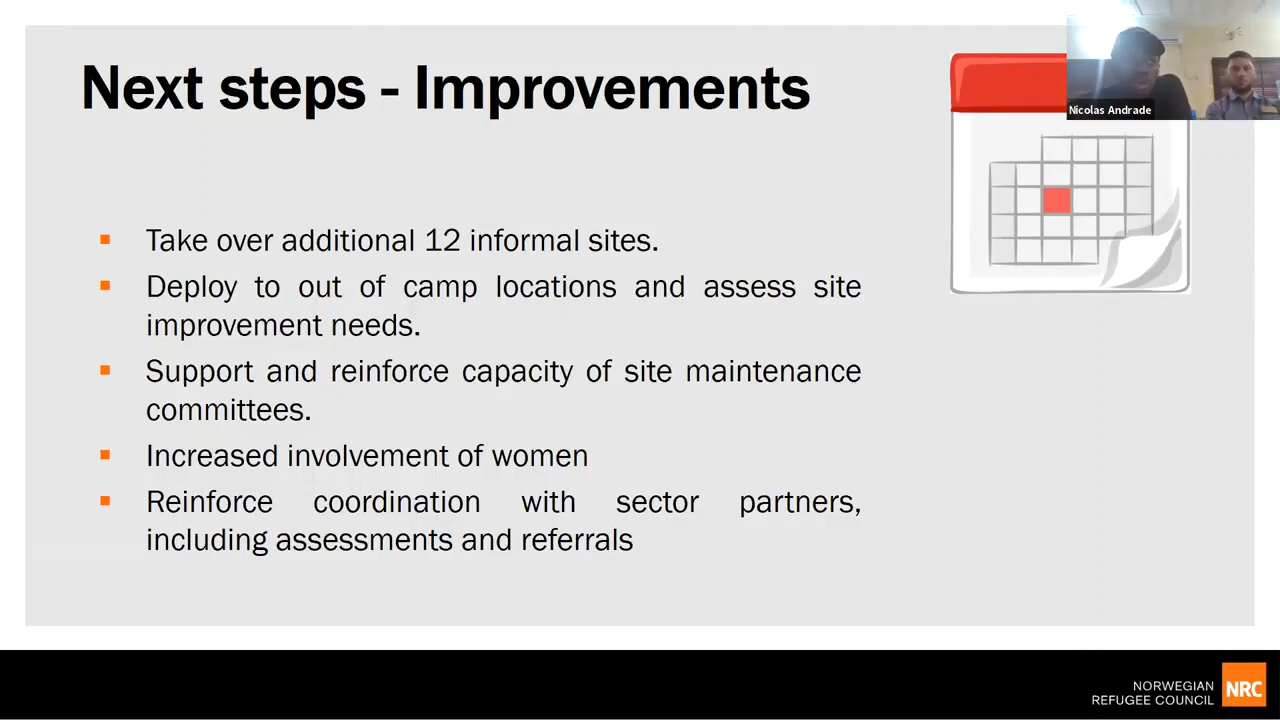 Next steps - Improvements
Nicolas Andrade
▪ Take over additional 12 informal sites.
▪ Deploy to out of camp locations and assess site
improvement needs.
▪ Support and reinforce capacity of site maintenance
committees.
▪ Increased involvement of women
▪ Reinforce coordination with sector partners,
including assessments and referrals
NORWEGIAN
REFUGEE COUNCIL
NRC